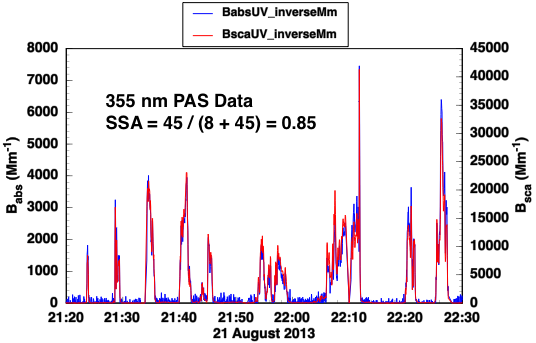 BabsUV_inverseMm
BscaUV_inverseMm
8000
7000
6000
5000
4000
3000
2000
1000
0
B_abs (Mm⁻¹)
355 nm PAS Data
SSA = 45 / (8 + 45) = 0.85
45000
40000
35000
30000
25000
20000
15000
10000
5000
0
B_sca (Mm⁻¹)
21:20 21:30 21:40 21:50 22:00 22:10 22:20 22:30
21 August 2013